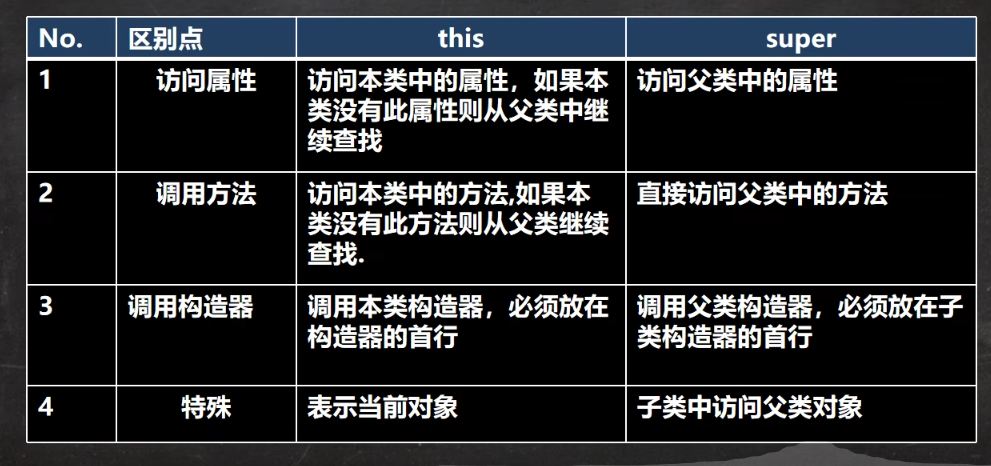 No. 区别点 this super
1 访问属性 访问本类中的属性，如果本 访问父类中的属性
类没有此属性则从父类中继
续查找
2 调用方法 访问本类中的方法,如果本 直接访问父类中的方法
类没有此方法则从父类继续
查找.
3 调用构造器 调用本类构造器，必须放在 调用父类构造器，必须放在子
构造器的首行 类构造器的首行
4 特殊 表示当前对象 子类中访问父类对象